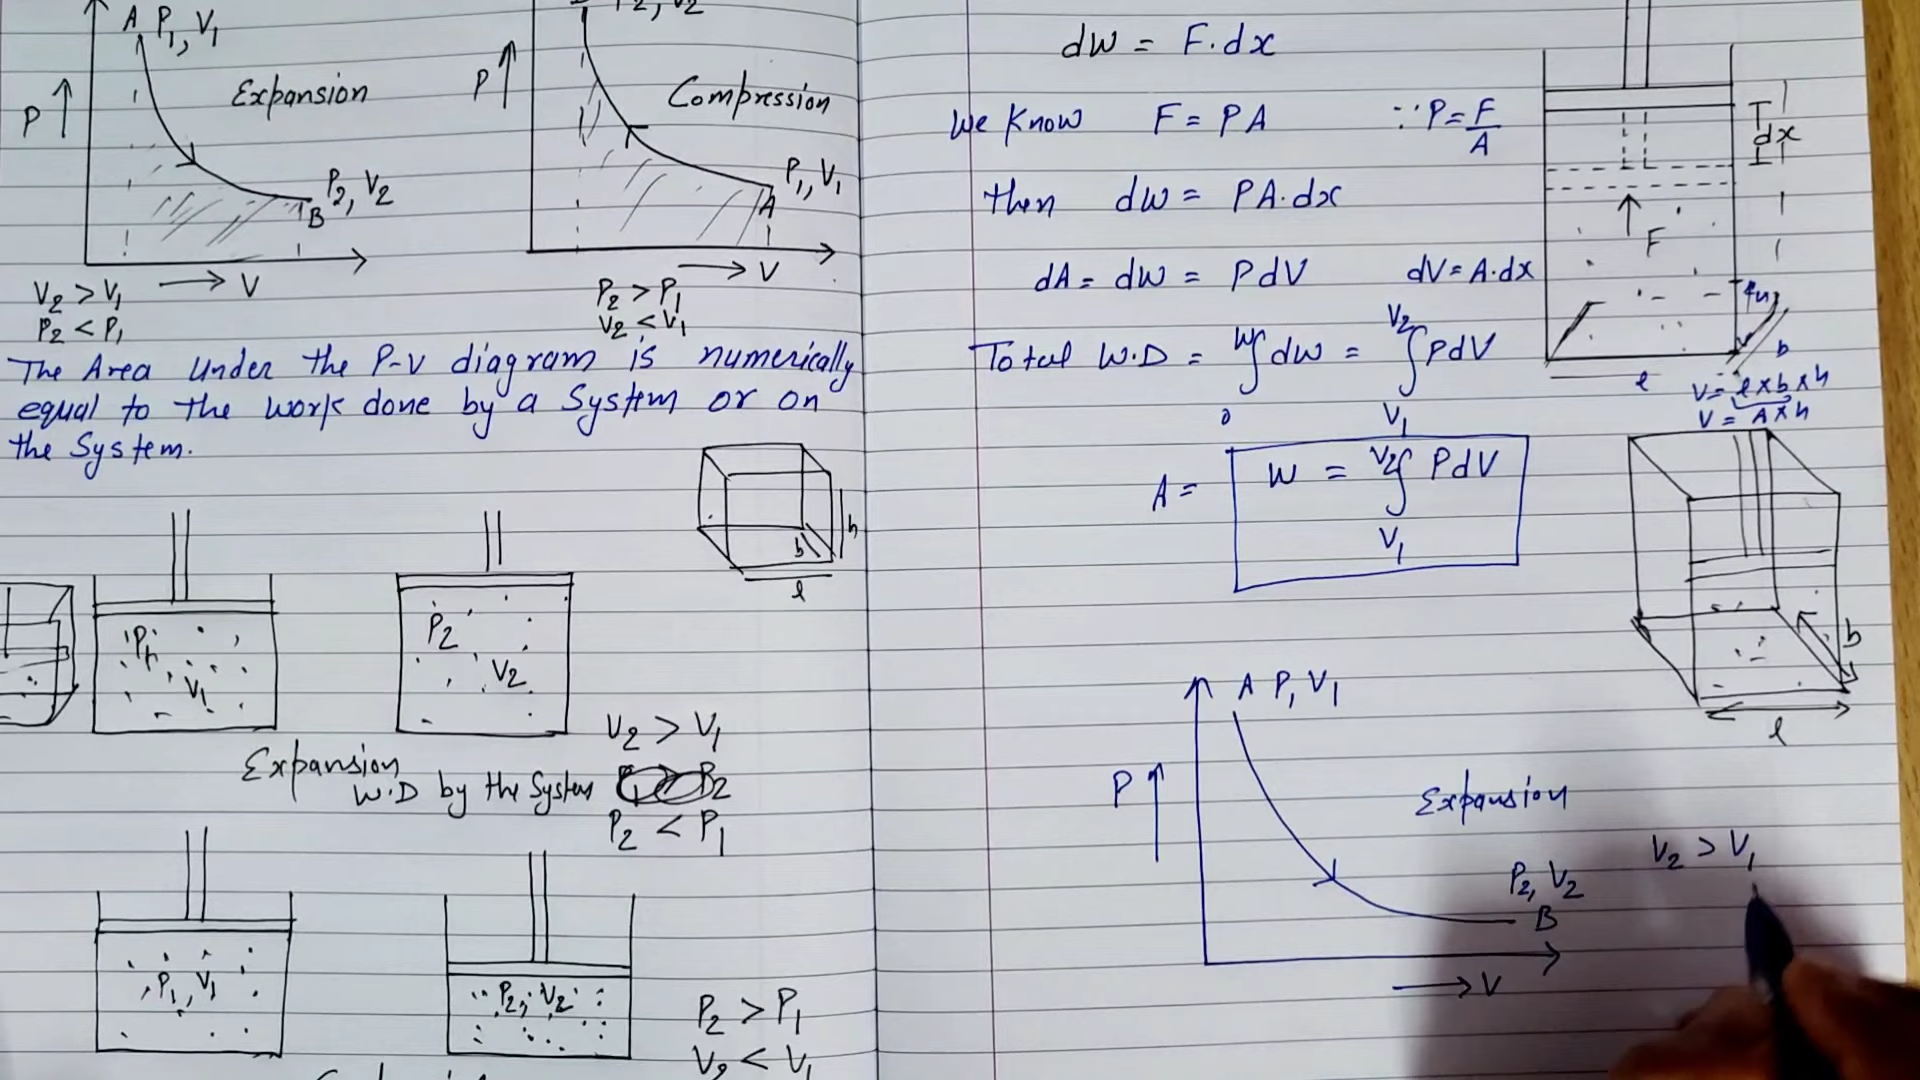 A P1, V1
P
Expansion
P2, V2
B
V
V2 > V1
P2 < P1
P2, V2
P
Compression
P1, V1
A
V
P2 > P1
V2 < V1
The Area Under the P-V diagram is numerically
equal to the work done by a System or on
the System.
h
b
l
P1
V1
P2
V2
V2 > V1
Expansion
W.D by the System
P2
P2 < P1
P1, V1
P2, V2
P2 > P1
V2 < V1
dW = F.dx
We Know F = PA ∵ P = F/A
then dW = PA.dx
dA = dW = PdV dV = A.dx
Total W.D = ∫₀ᵂ dW = ∫ PdV
V2
V1
A = W = ∫ PdV
V2
V1
dx
F
b
l
V = l x b x h
V = A x h
b
l
A P, V1
P
Expansion
V2 > V1
P2, V2
B
V